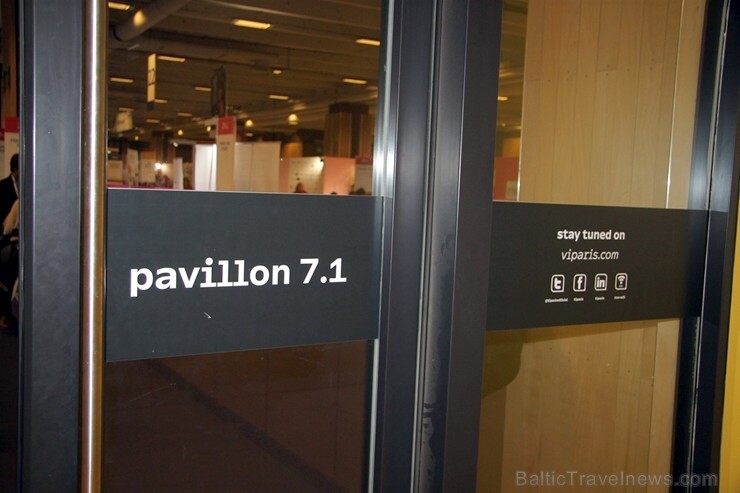 pavillon 7.1
stay tuned on
viparis.com
BalticTravelnews.com